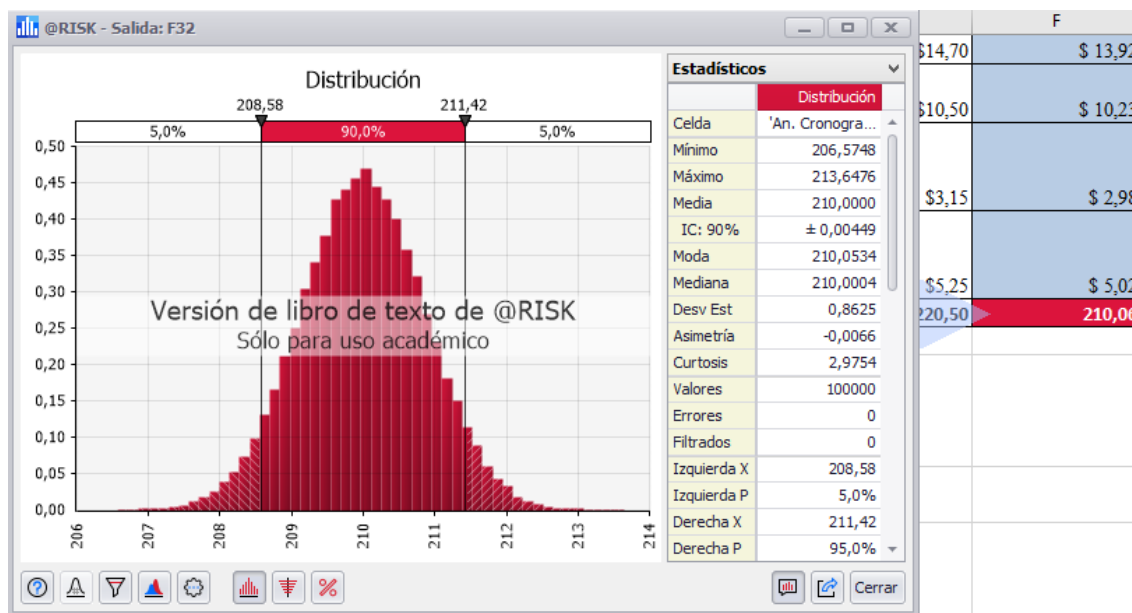 @RISK - Salida: F32
Distribución
208,58 211,42
5,0% 90,0% 5,0%
0,50
0,45
0,40
0,35
0,30
0,25
0,20
0,15
0,10
0,05
0,00
206 207 208 209 210 211 212 213 214
Versión de libro de texto de @RISK
Sólo para uso académico
Estadísticos
Distribución
Celda 'An. Cronogra...
Mínimo 206,5748
Máximo 213,6476
Media 210,0000
IC: 90% ± 0,00449
Moda 210,0534
Mediana 210,0004
Desv Est 0,8625
Asimetría -0,0066
Curtosis 2,9754
Valores 100000
Errores 0
Filtrados 0
Izquierda X 208,58
Izquierda P 5,0%
Derecha X 211,42
Derecha P 95,0%
Cerrar
F
$14,70 $ 13,92
$10,50 $ 10,23
$3,15 $ 2,98
$5,25 $ 5,02
220,50 210,06